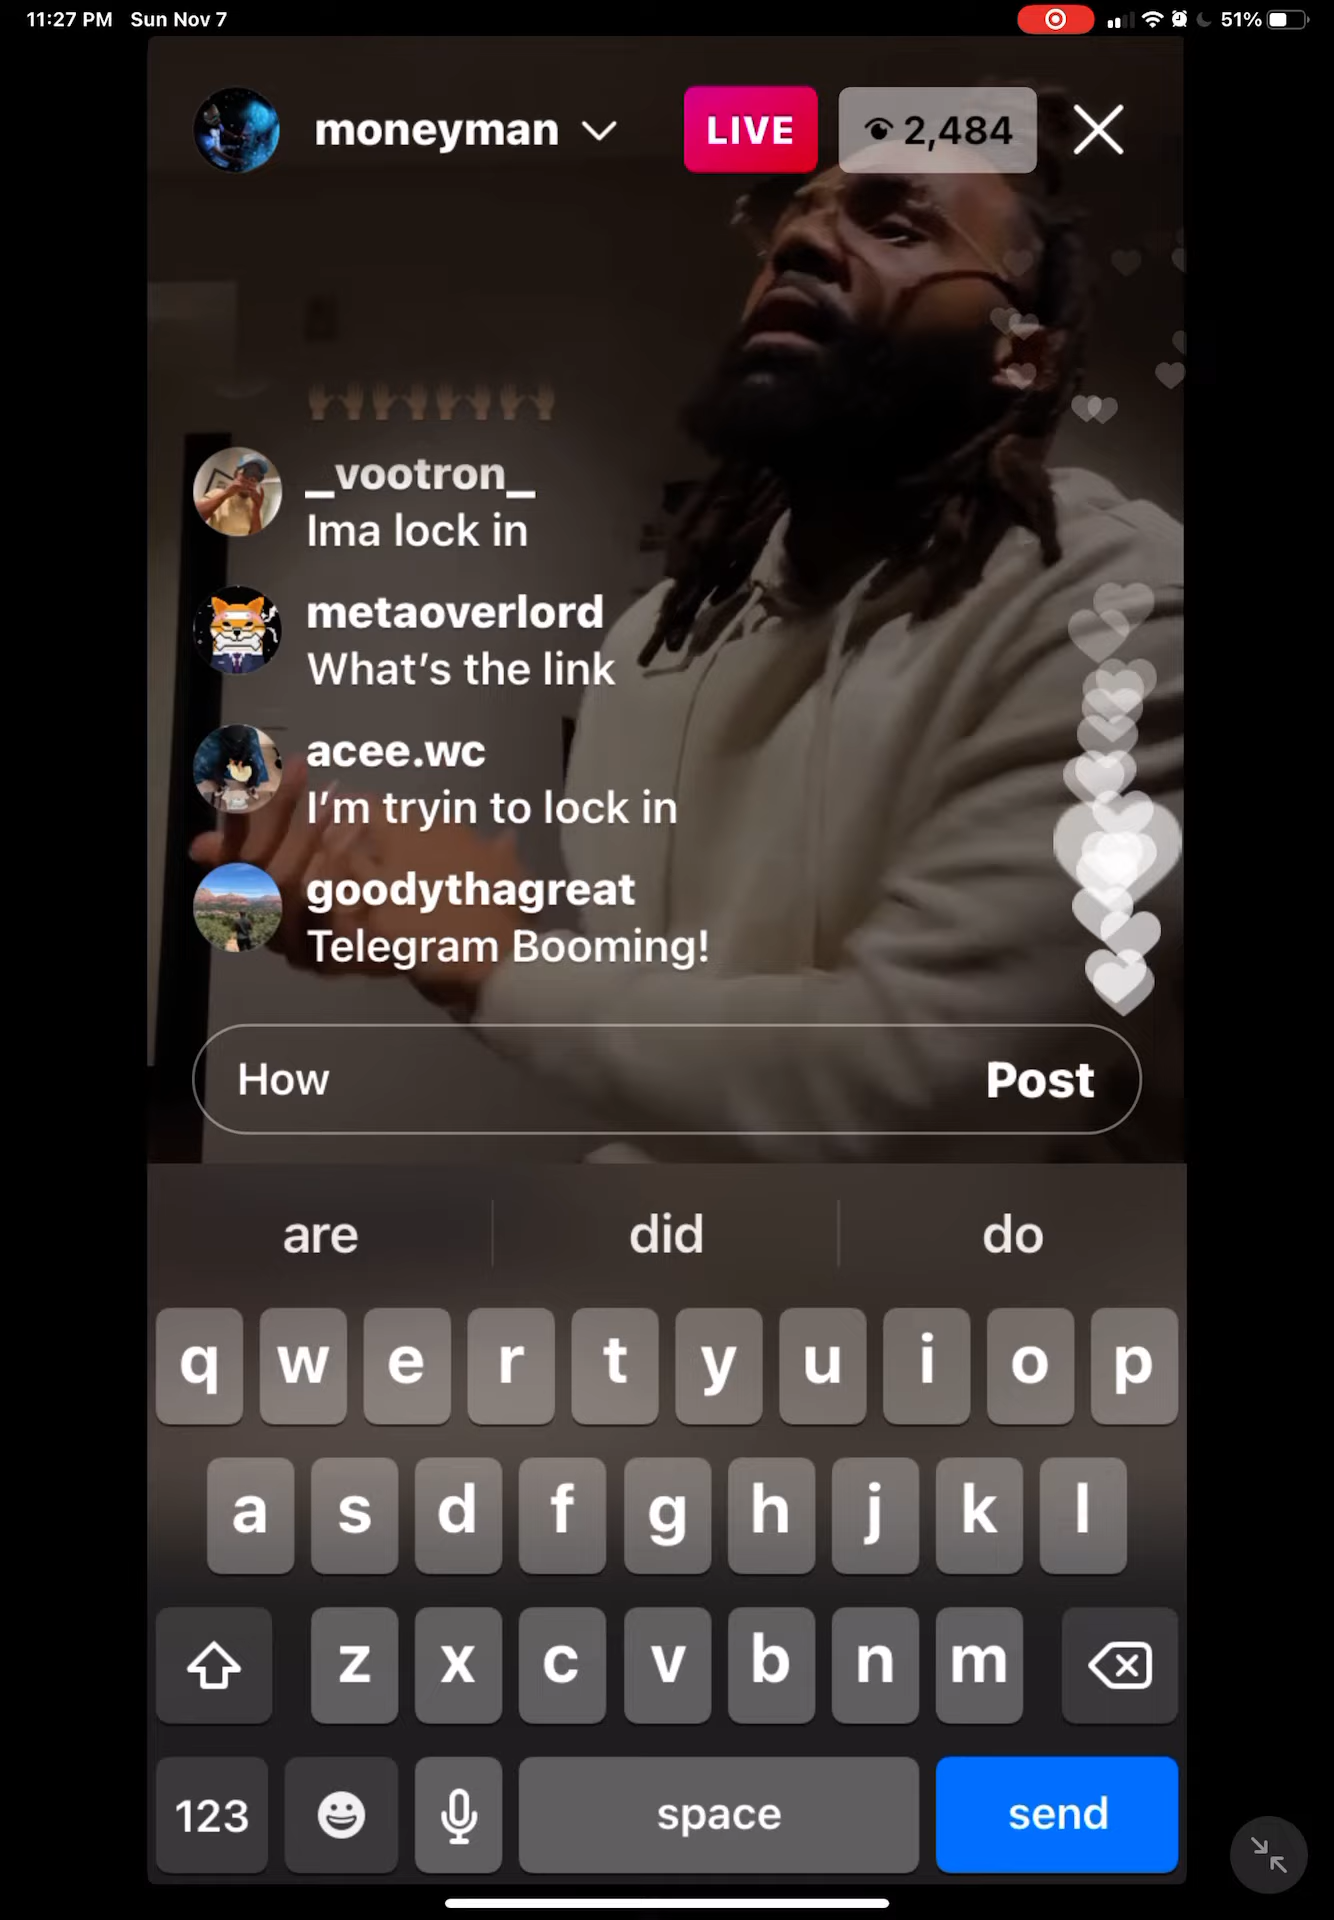 11:27 PM Sun Nov 7
51%
moneyman
LIVE
2,484
_vootron_
Ima lock in
metaoverlord
What's the link
acee.wc
I'm tryin to lock in
goodythagreat
Telegram Booming!
How
Post
are did do
q w e r t y u i o p
a s d f g h j k l
z x c v b n m
123 space send